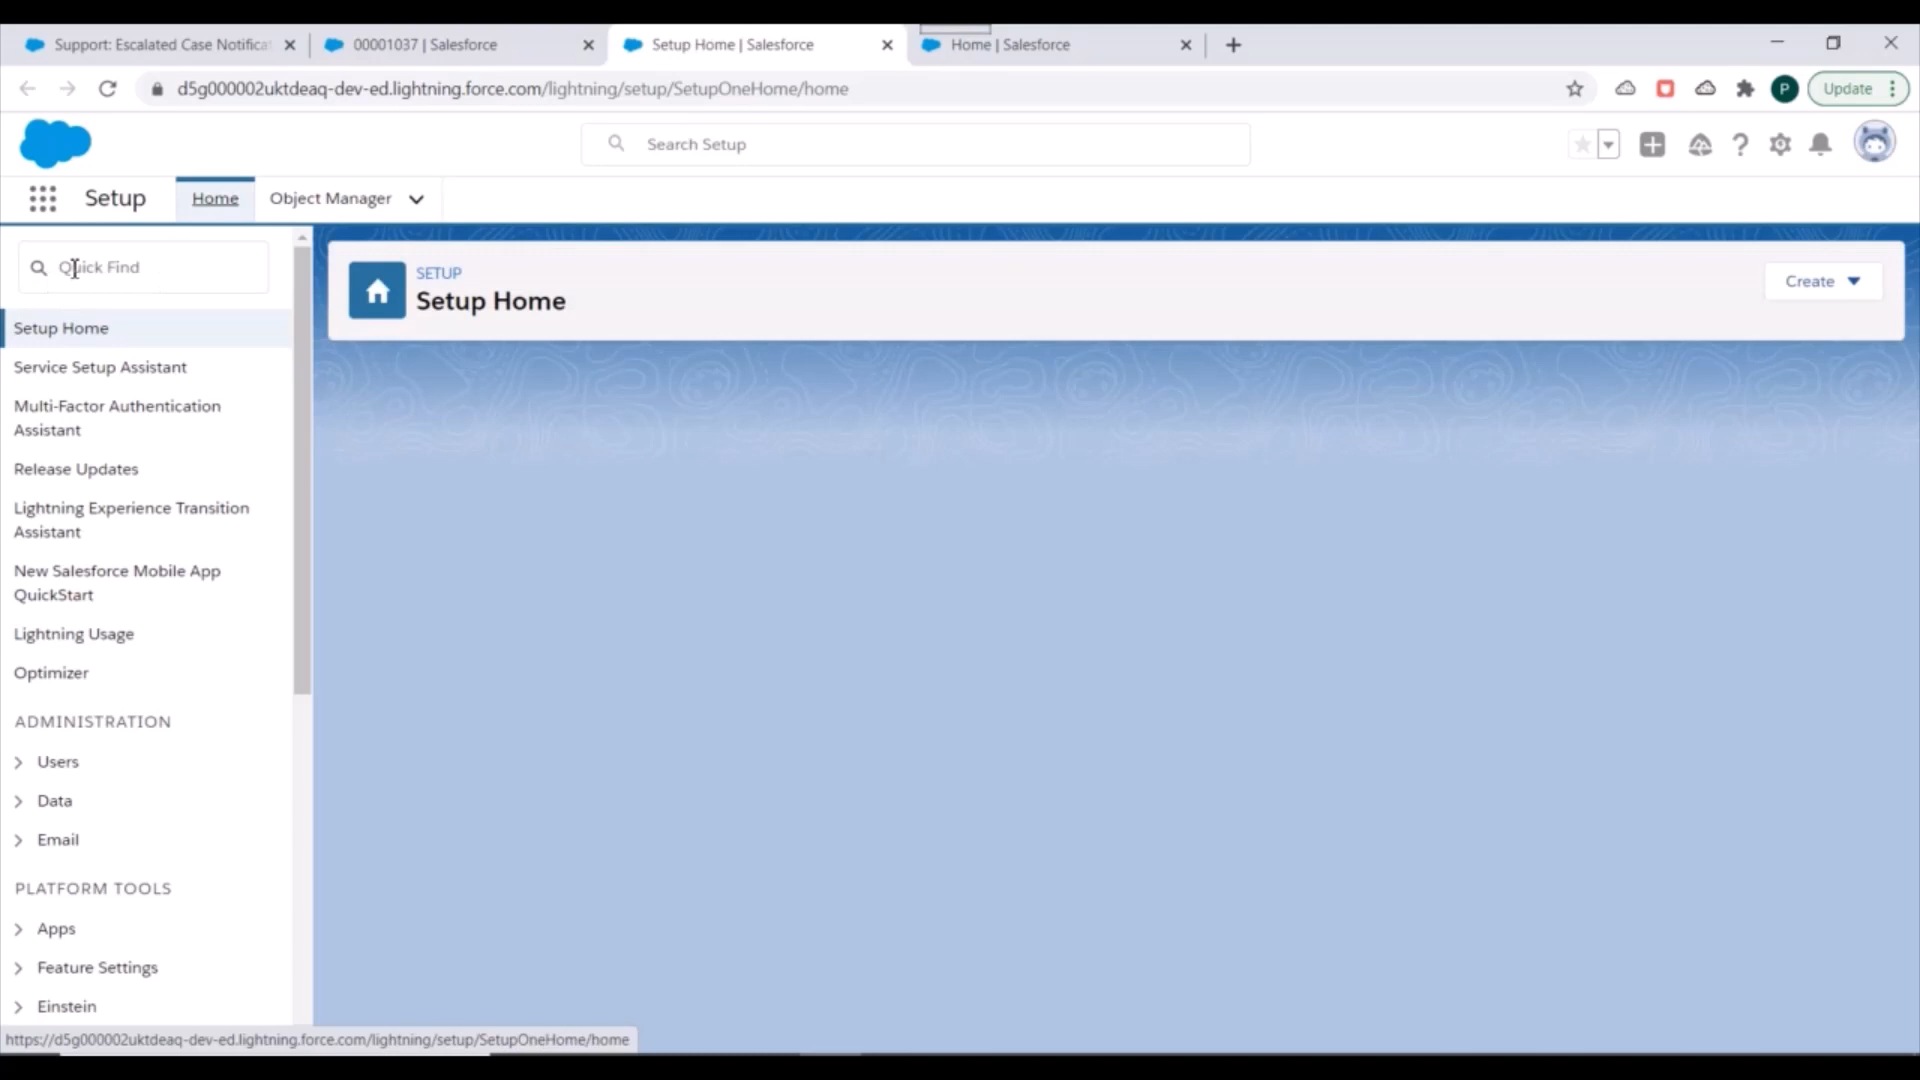 Support: Escalated Case Notifica
00001037 | Salesforce
Setup Home | Salesforce
Home | Salesforce
d5g000002uktdeaq-dev-ed.lightning.force.com/lightning/setup/SetupOneHome/home
P
Update
Search Setup
Setup
Home
Object Manager
Quick Find
Setup Home
Service Setup Assistant
Multi-Factor Authentication
Assistant
Release Updates
Lightning Experience Transition
Assistant
New Salesforce Mobile App
QuickStart
Lightning Usage
Optimizer
ADMINISTRATION
Users
Data
Email
PLATFORM TOOLS
Apps
Feature Settings
Einstein
SETUP
Setup Home
Create
https://d5g000002uktdeaq-dev-ed.lightning.force.com/lightning/setup/SetupOneHome/home